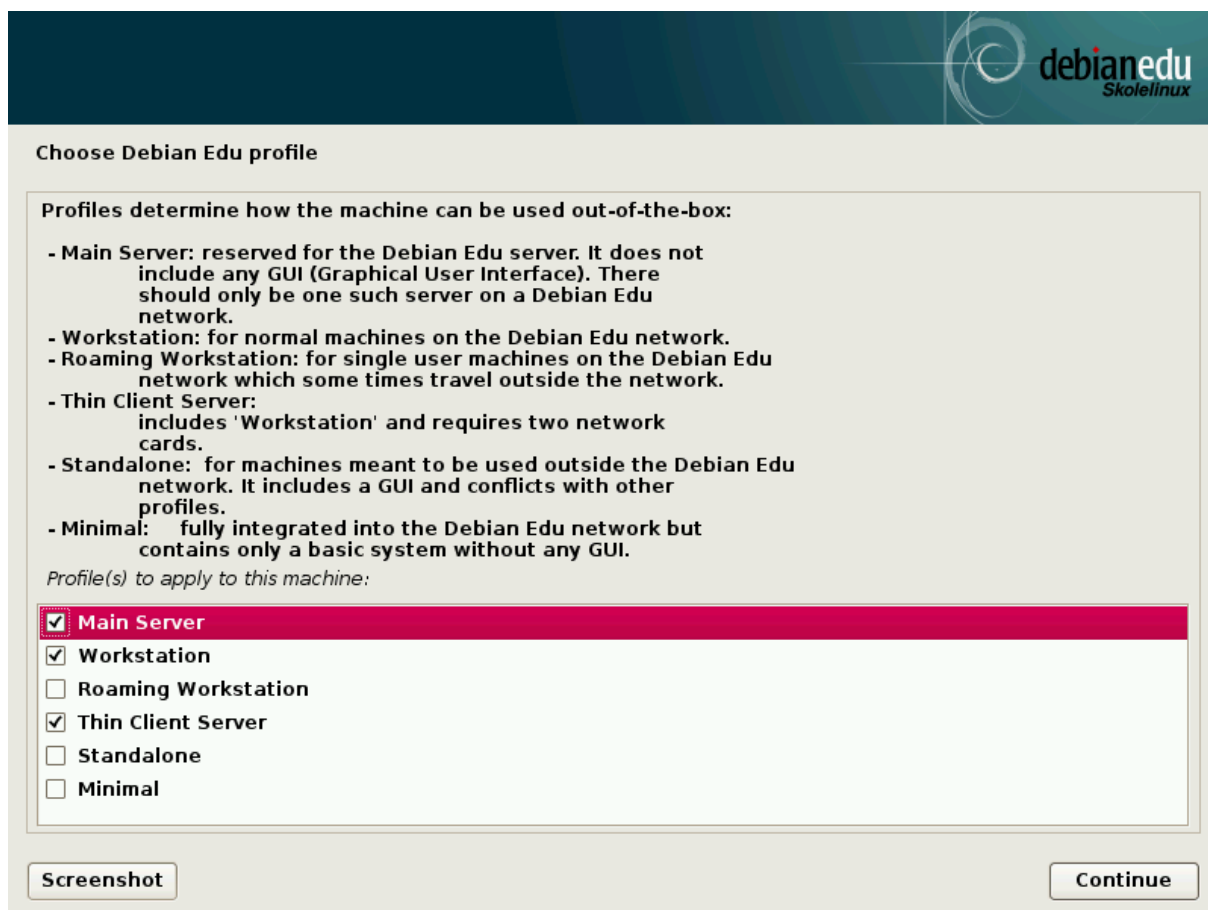 debianedu
Skolelinux
Choose Debian Edu profile
Profiles determine how the machine can be used out-of-the-box:
- Main Server: reserved for the Debian Edu server. It does not
include any GUI (Graphical User Interface). There
should only be one such server on a Debian Edu
network.
- Workstation: for normal machines on the Debian Edu network.
- Roaming Workstation: for single user machines on the Debian Edu
network which some times travel outside the network.
- Thin Client Server:
includes 'Workstation' and requires two network
cards.
- Standalone: for machines meant to be used outside the Debian Edu
network. It includes a GUI and conflicts with other
profiles.
- Minimal: fully integrated into the Debian Edu network but
contains only a basic system without any GUI.
Profile(s) to apply to this machine:
Main Server
Workstation
Roaming Workstation
Thin Client Server
Standalone
Minimal
Screenshot
Continue